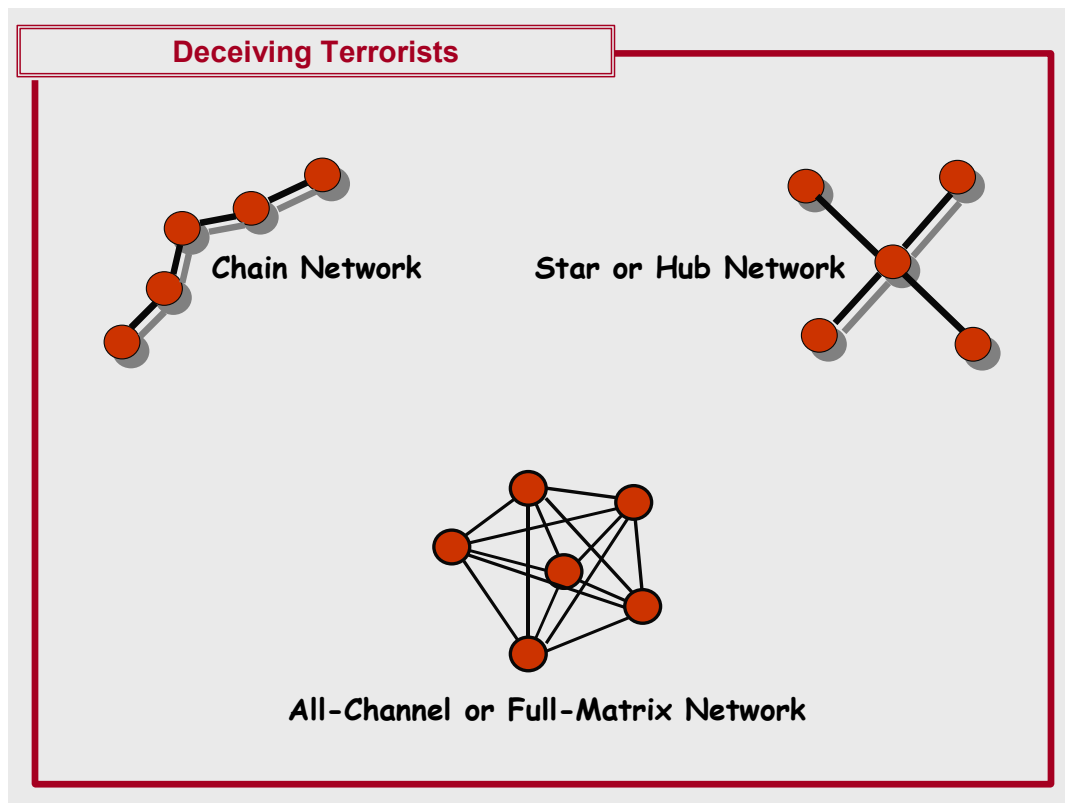 Deceiving Terrorists
Chain Network
Star or Hub Network
All-Channel or Full-Matrix Network